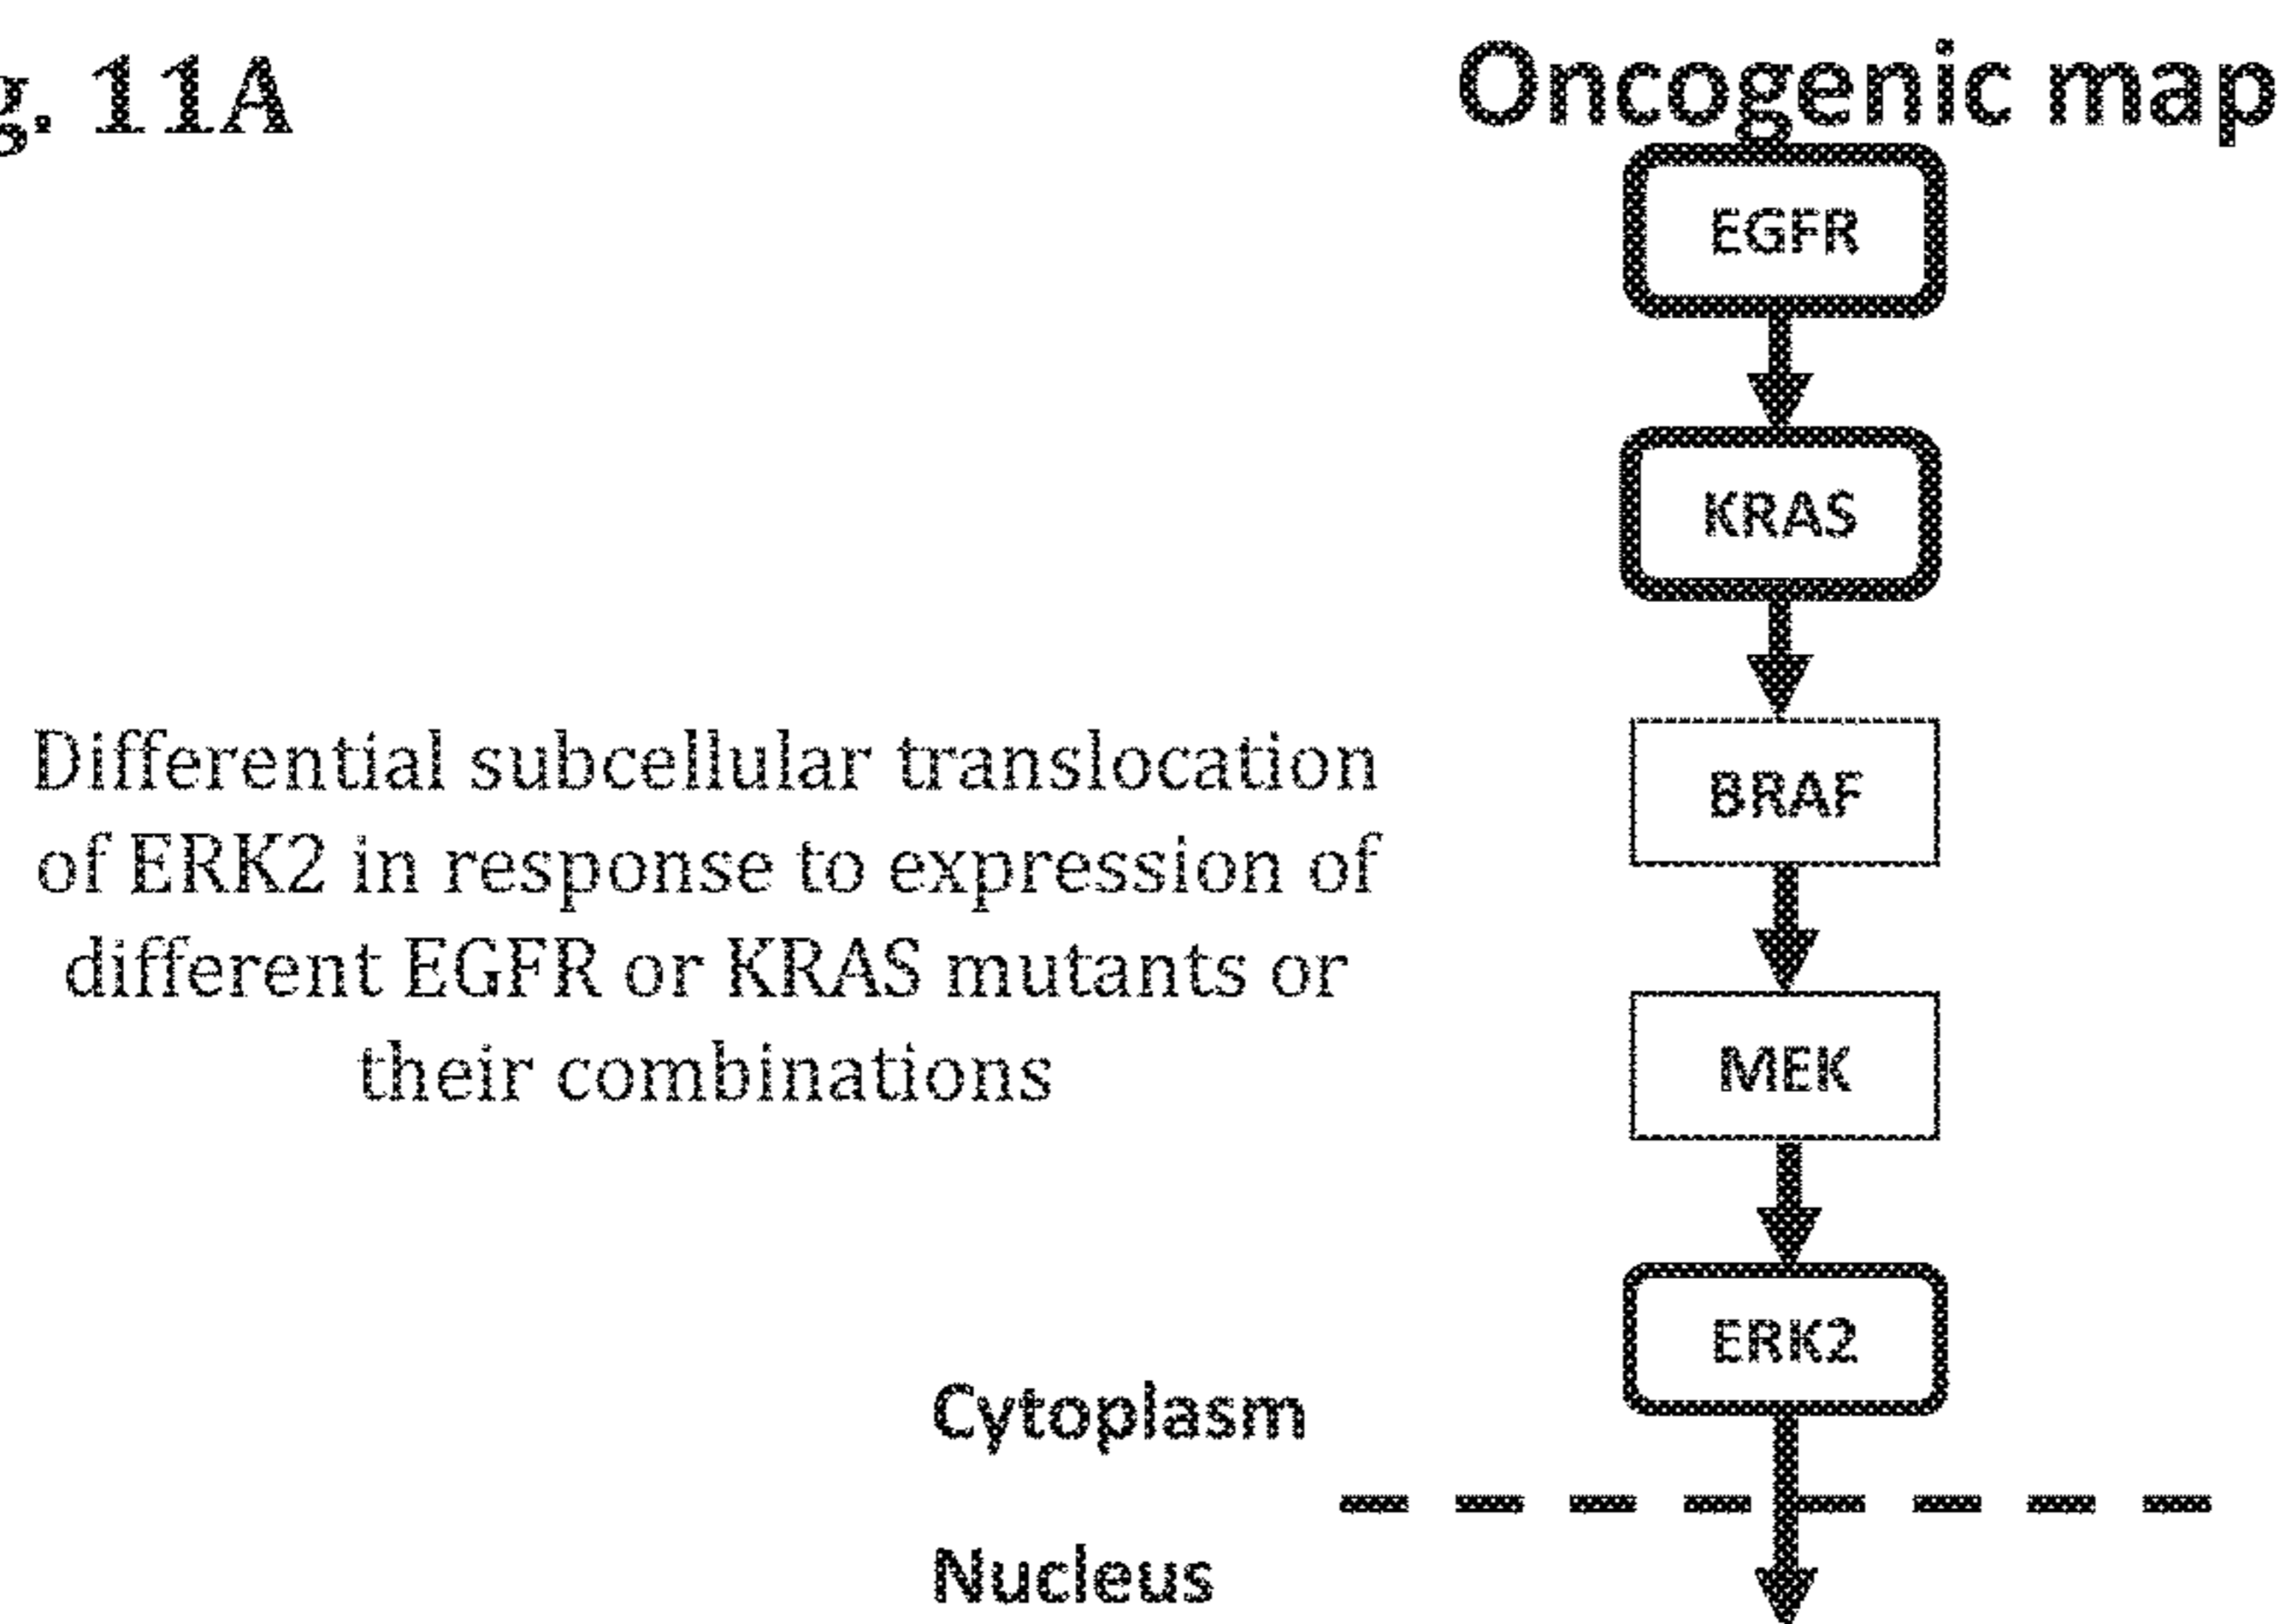 g. 11A
Oncogenic map
EGFR
KRAS
BRAF
MEK
ERK2
Differential subcellular translocation
of ERK2 in response to expression of
different EGFR or KRAS mutants or
their combinations
Cytoplasm
Nucleus